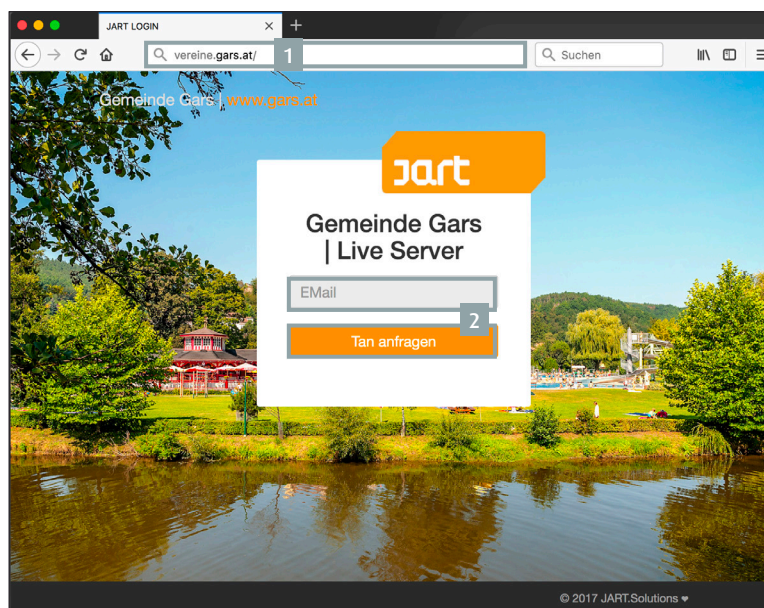 JART LOGIN
vereine.gars.at/
1
Suchen
Gemeinde Gars | www.gars.at
jart
Gemeinde Gars
| Live Server
EMail
2
Tan anfragen
© 2017 JART.Solutions ♥